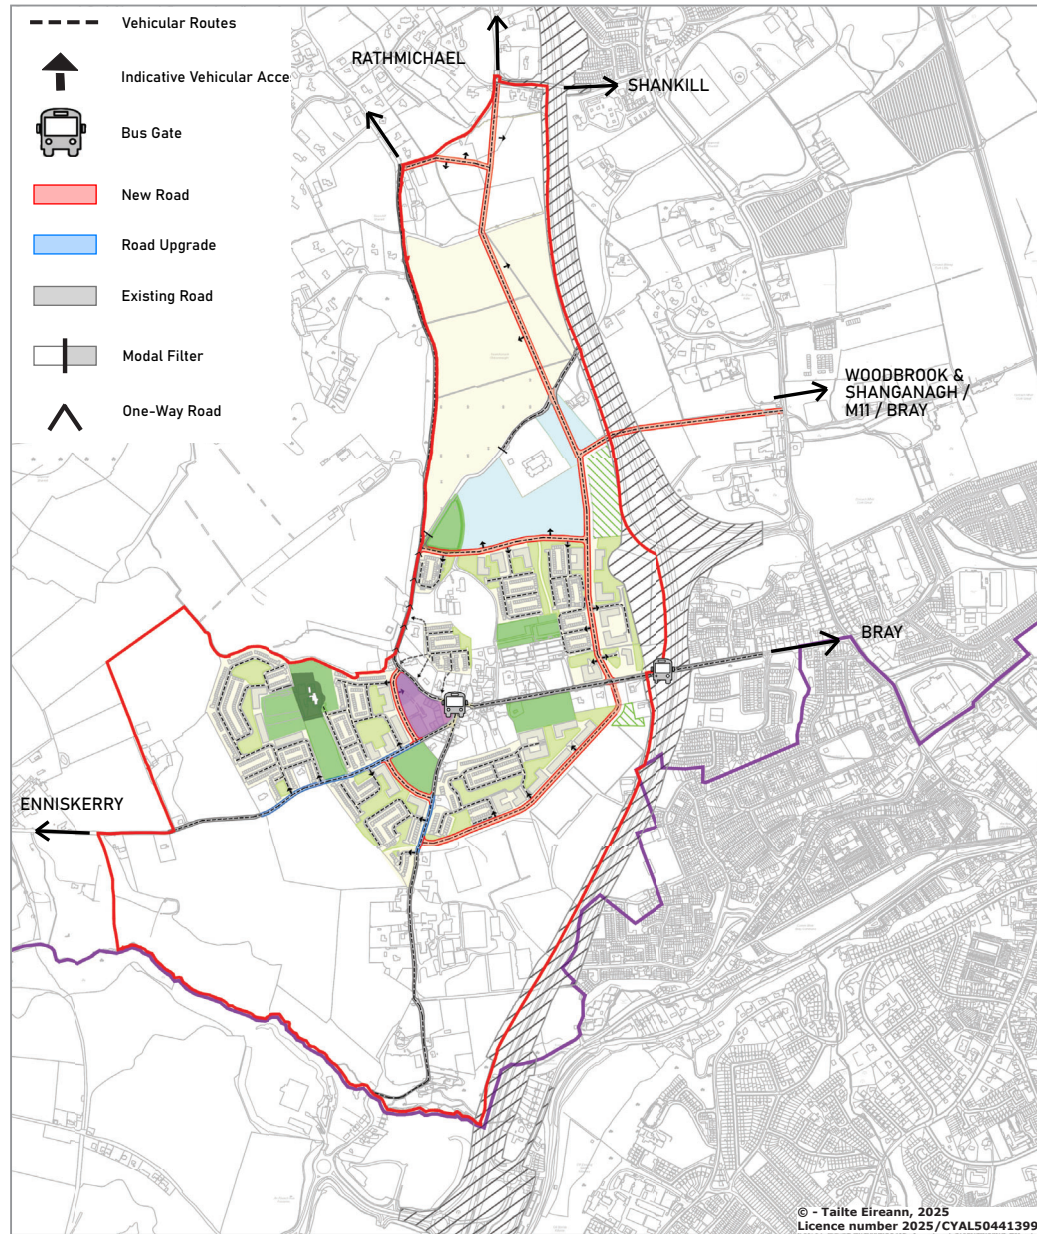 Vehicular Routes
Indicative Vehicular Acce
Bus Gate
New Road
Road Upgrade
Existing Road
Modal Filter
One-Way Road
RATHMICHAEL
SHANKILL
WOODBROOK &
SHANGANAGH /
M11 / BRAY
BRAY
ENNISKERRY
© - Tailte Eireann, 2025
Licence number 2025/CYAL50441399